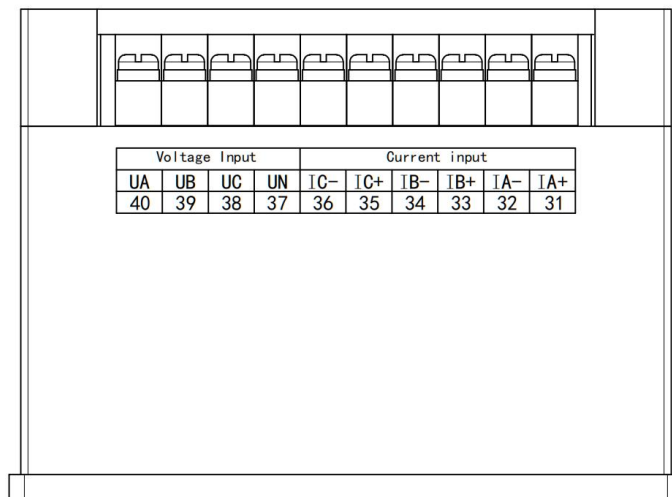 Voltage Input Current input
UA UB UC UN IC- IC+ IB- IB+ IA- IA+
40 39 38 37 36 35 34 33 32 31